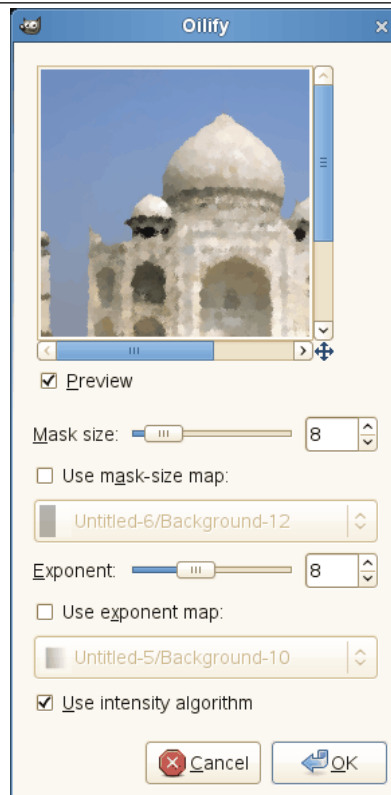 Oilify
Preview
Mask size: 8
Use mask-size map:
Untitled-6/Background-12
Exponent: 8
Use exponent map:
Untitled-5/Background-10
Use intensity algorithm
Cancel OK